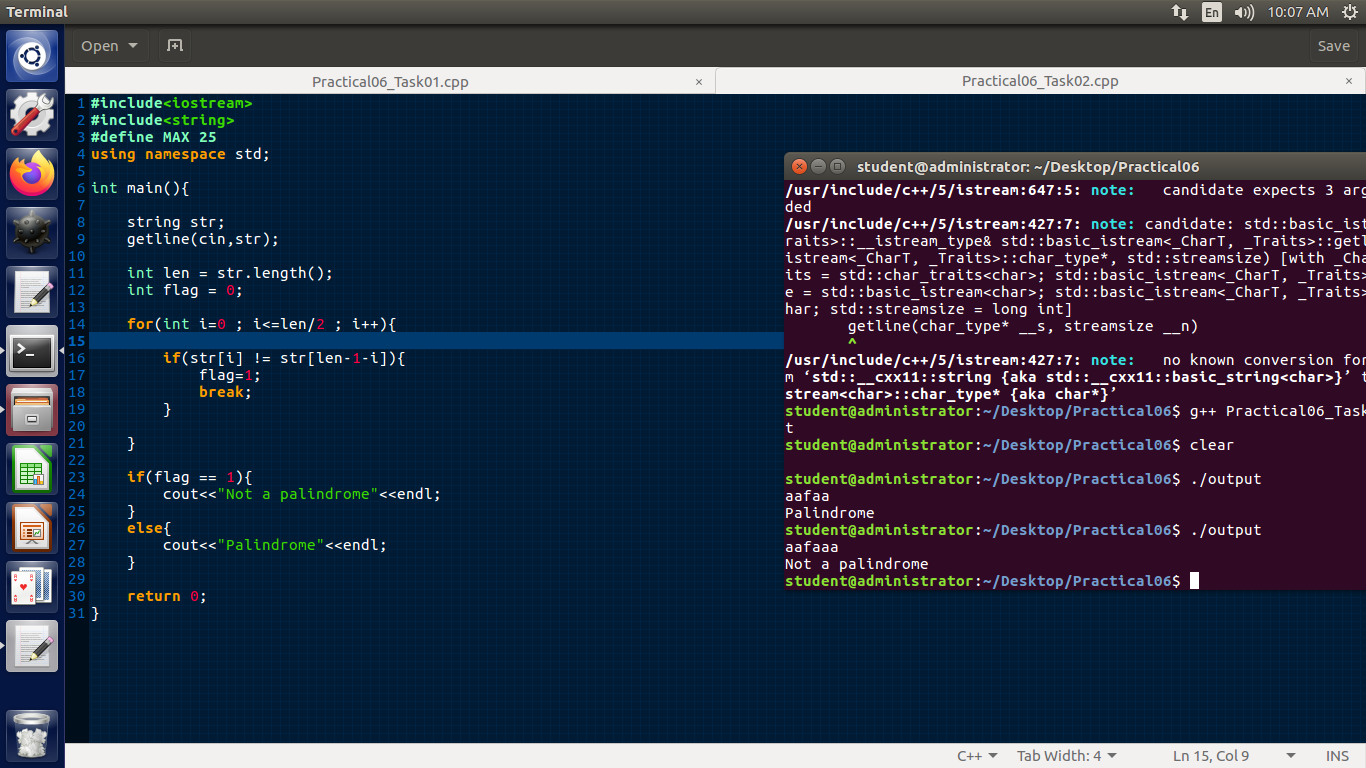 Terminal
En
10:07 AM
Open
Save
Practical06_Task01.cpp ×
Practical06_Task02.cpp ×
1 #include<iostream>
2 #include<string>
3 #define MAX 25
4 using namespace std;
5
6 int main(){
7
8 string str;
9 getline(cin,str);
10
11 int len = str.length();
12 int flag = 0;
13
14 for(int i=0 ; i<=len/2 ; i++){
15
16 if(str[i] != str[len-1-i]){
17 flag=1;
18 break;
19 }
20
21 }
22
23 if(flag == 1){
24 cout<<"Not a palindrome"<<endl;
25 }
26 else{
27 cout<<"Palindrome"<<endl;
28 }
29
30 return 0;
31 }
student@administrator: ~/Desktop/Practical06
/usr/include/c++/5/istream:647:5: note: candidate expects 3 arg
ded
/usr/include/c++/5/istream:427:7: note: candidate: std::basic_ist
raits>::__istream_type& std::basic_istream<_CharT, _Traits>::getl
istream<_CharT, _Traits>::char_type*, std::streamsize) [with _Cha
its = std::char_traits<char>; std::basic_istream<_CharT, _Traits>
e = std::basic_istream<char>; std::basic_istream<_CharT, _Traits>
har; std::streamsize = long int]
getline(char_type* __s, streamsize __n)
^
/usr/include/c++/5/istream:427:7: note: no known conversion for
m ‘std::__cxx11::string {aka std::__cxx11::basic_string<char>}’ t
stream<char>::char_type* {aka char*}’
student@administrator:~/Desktop/Practical06$ g++ Practical06_Task
t
student@administrator:~/Desktop/Practical06$ clear
student@administrator:~/Desktop/Practical06$ ./output
aafaa
Palindrome
student@administrator:~/Desktop/Practical06$ ./output
aafaaa
Not a palindrome
student@administrator:~/Desktop/Practical06$
C++
Tab Width: 4
Ln 15, Col 9
INS